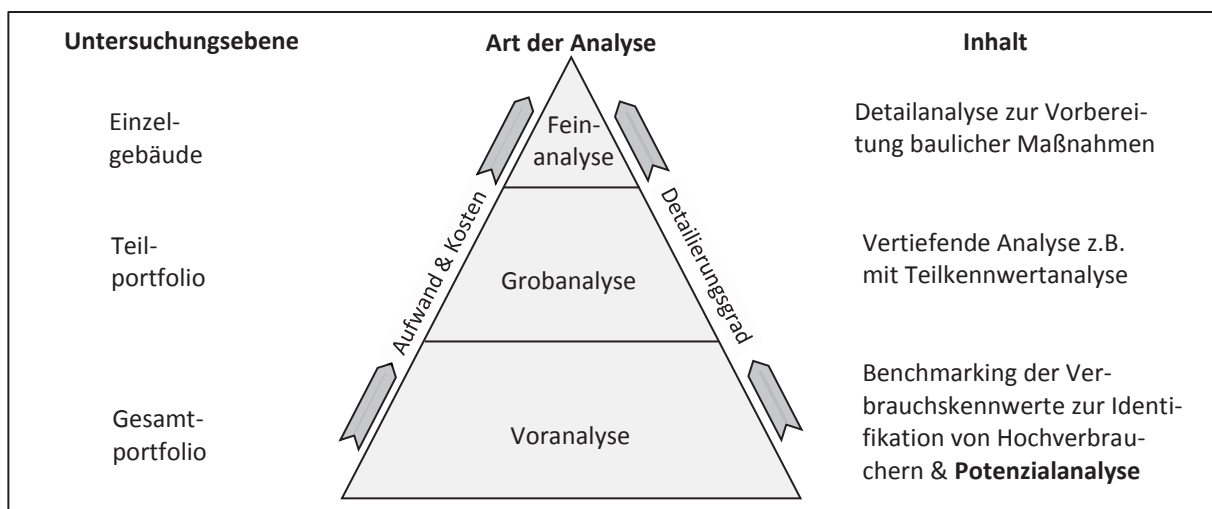 Untersuchungsebene
Art der Analyse
Inhalt
Einzel-
gebäude
Fein-
analyse
Detailanalyse zur Vorberei-
tung baulicher Maßnahmen
Aufwand & Kosten
Detailierungsgrad
Teil-
portfolio
Grobanalyse
Vertiefende Analyse z.B.
mit Teilkennwertanalyse
Gesamt-
portfolio
Voranalyse
Benchmarking der Ver-
brauchskennwerte zur Identi-
fikation von Hochverbrau-
chern & Potenzialanalyse